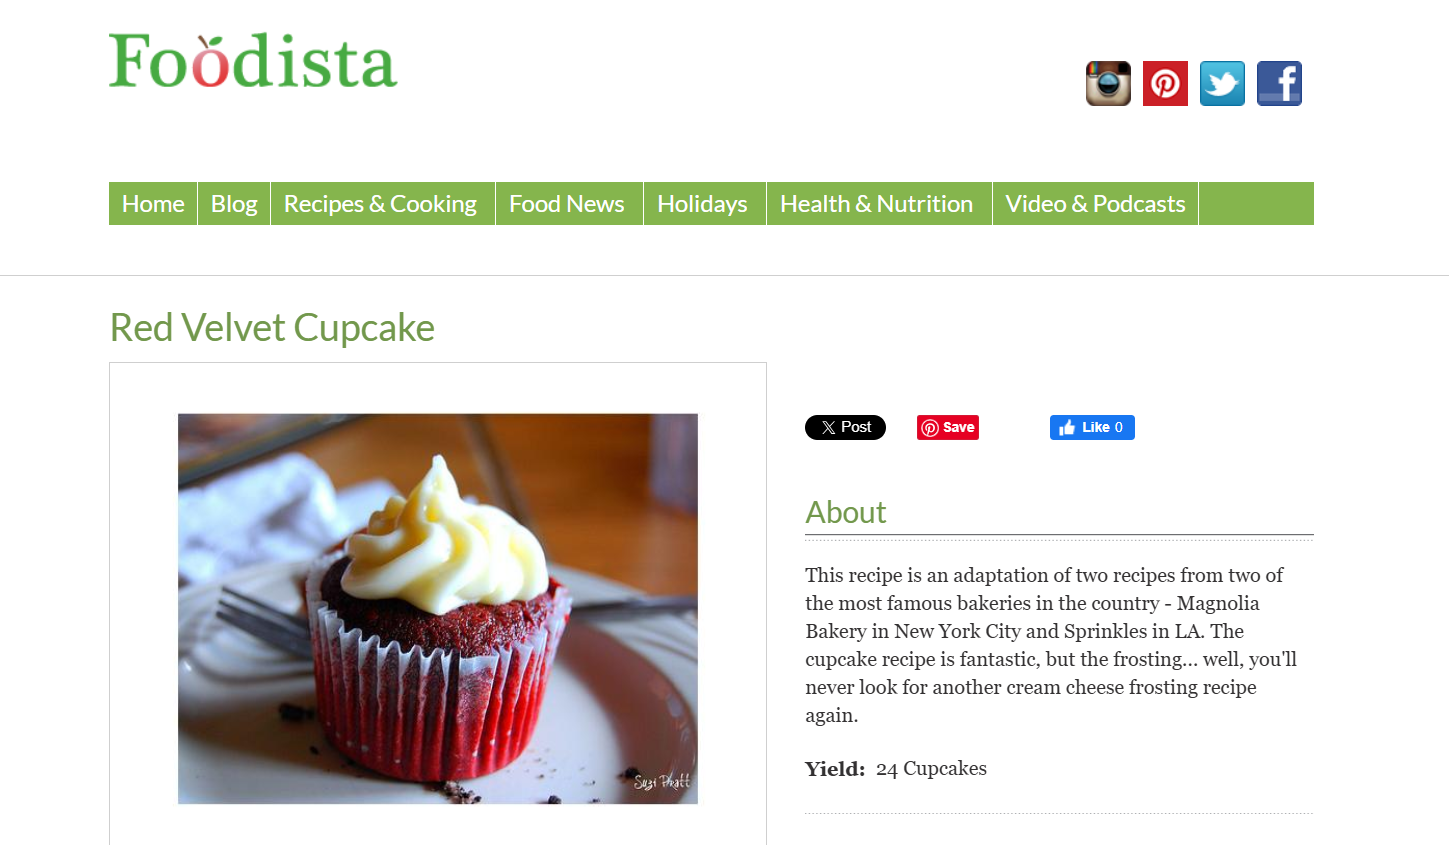 Foodista
Home Blog Recipes & Cooking Food News Holidays Health & Nutrition Video & Podcasts
Red Velvet Cupcake
Post Save Like 0
About
This recipe is an adaptation of two recipes from two of
the most famous bakeries in the country - Magnolia
Bakery in New York City and Sprinkles in LA. The
cupcake recipe is fantastic, but the frosting... well, you'll
never look for another cream cheese frosting recipe
again.
Yield: 24 Cupcakes
Suzi Pratt